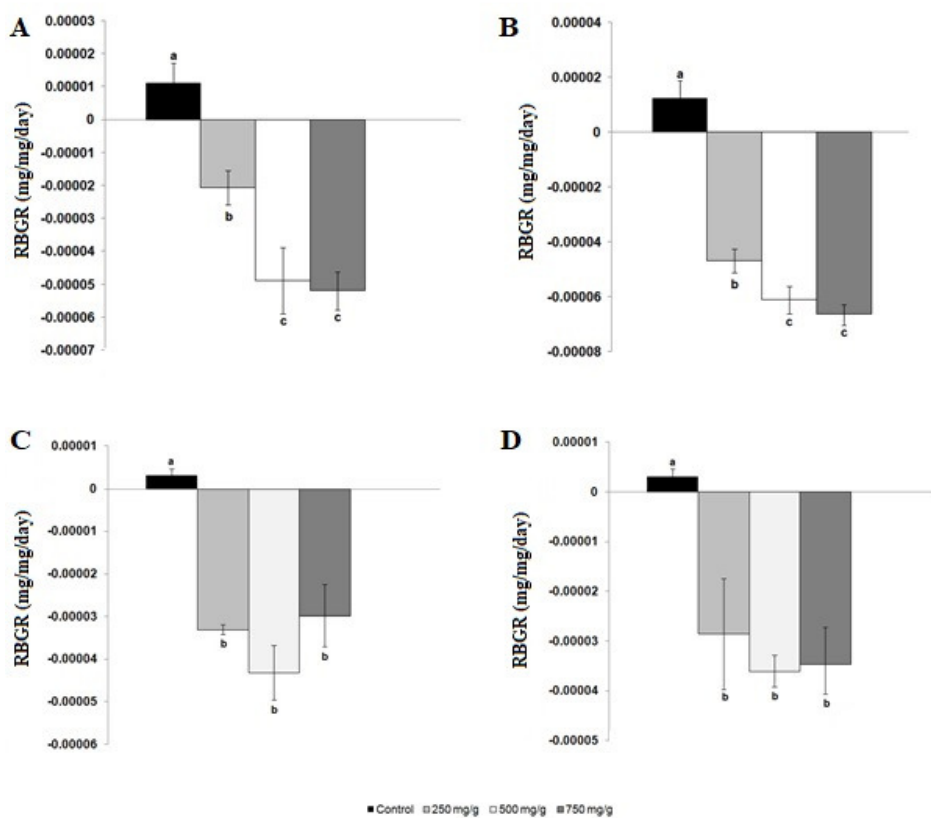 A
RBGR (mg/mg/day)
0.00003
0.00002
0.00001
0
-0.00001
-0.00002
-0.00003
-0.00004
-0.00005
-0.00006
-0.00007
a
b
c
c
B
RBGR (mg/mg/day)
0.00004
0.00002
0
-0.00002
-0.00004
-0.00006
-0.00008
a
b
c
c
C
RBGR (mg/mg/day)
0.00001
0
-0.00001
-0.00002
-0.00003
-0.00004
-0.00005
-0.00006
a
b
b
b
D
RBGR (mg/mg/day)
0.00001
0
-0.00001
-0.00002
-0.00003
-0.00004
-0.00005
a
b
b
b
Control 250 mg/g 500 mg/g 750 mg/g